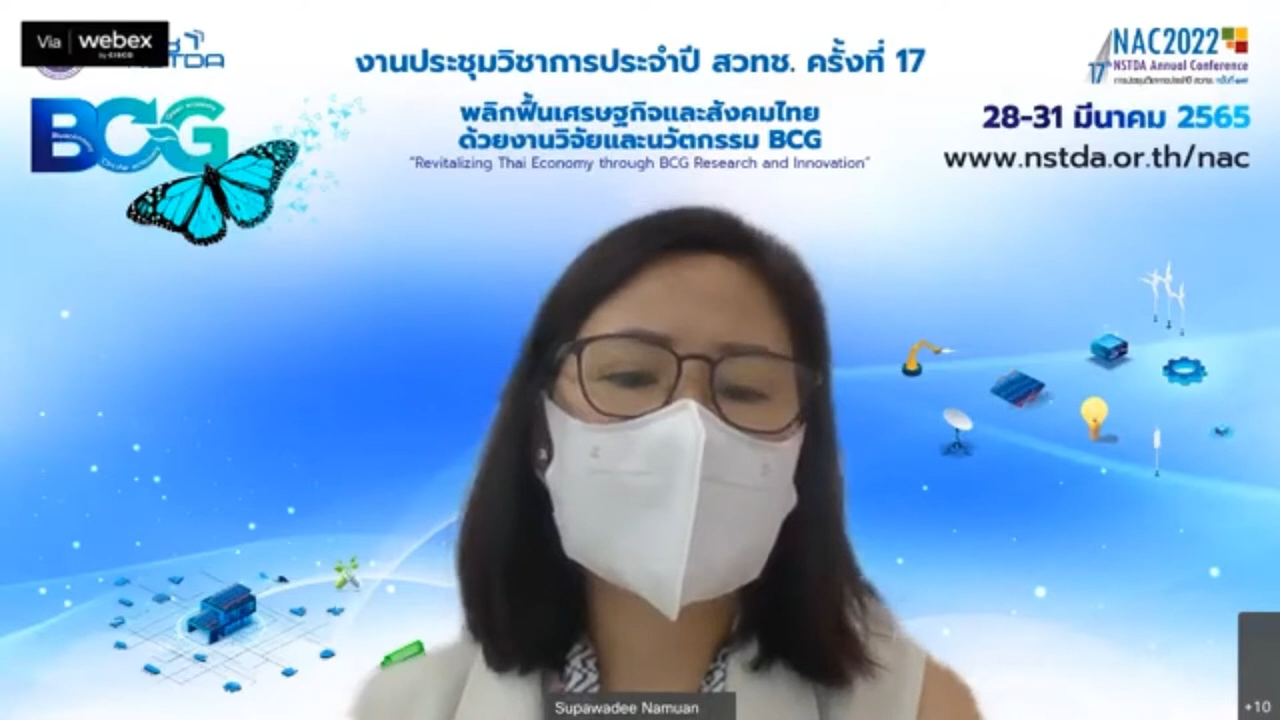 Via webex
by CISCO
NSTDA
งานประชุมวิชาการประจำปี สวทช. ครั้งที่ 17
NAC2022
NSTDA Annual Conference
17
BCG
พลิกฟื้นเศรษฐกิจและสังคมไทย
ด้วยงานวิจัยและนวัตกรรม BCG
"Revitalizing Thai Economy through BCG Research and Innovation"
28-31 มีนาคม 2565
www.nstda.or.th/nac
Supawadee Namuan
+10